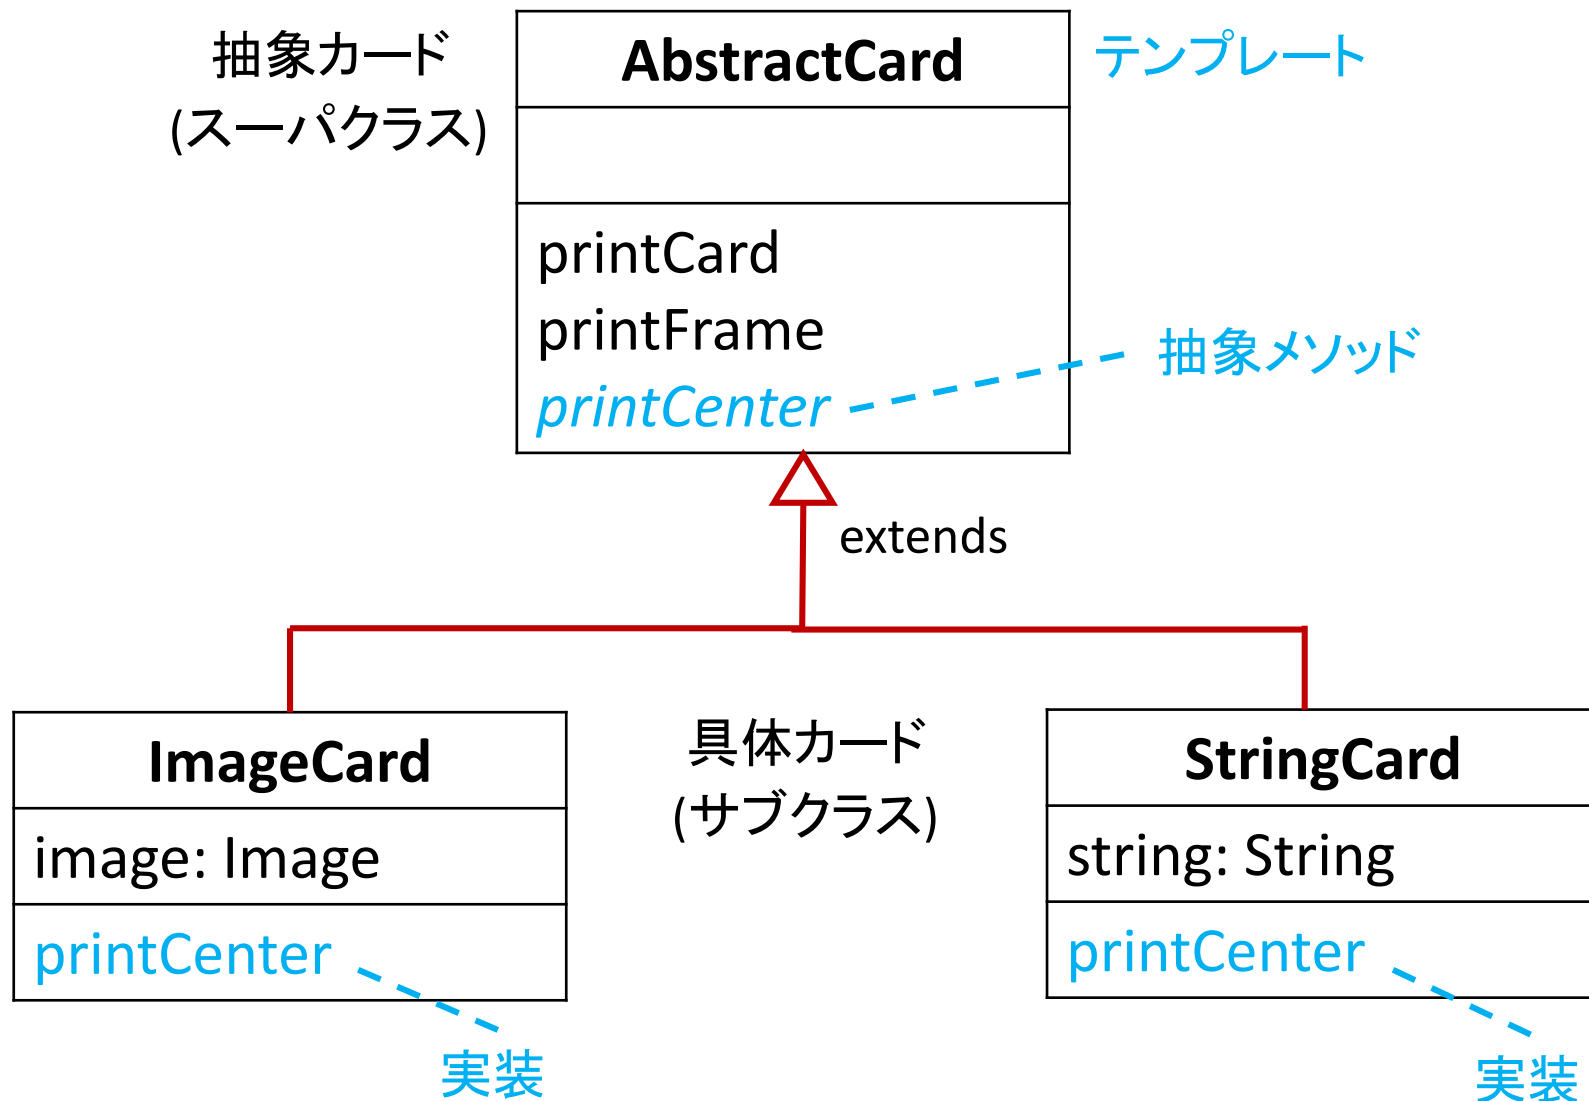 抽象カード
(スーパクラス)
AbstractCard
テンプレート
printCard
printFrame
printCenter
抽象メソッド
extends
ImageCard
image: Image
printCenter
実装
具体カード
(サブクラス)
StringCard
string: String
printCenter
実装